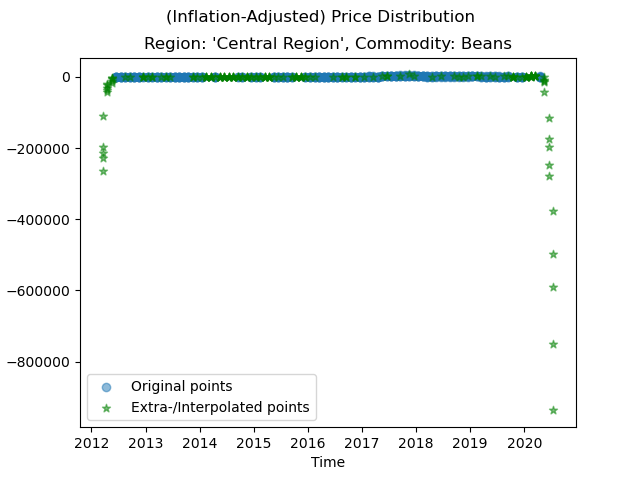 (Inflation-Adjusted) Price Distribution
Region: 'Central Region', Commodity: Beans
0
−200000
−400000
−600000
−800000
Original points
Extra-/Interpolated points
2012 2013 2014 2015 2016 2017 2018 2019 2020
Time